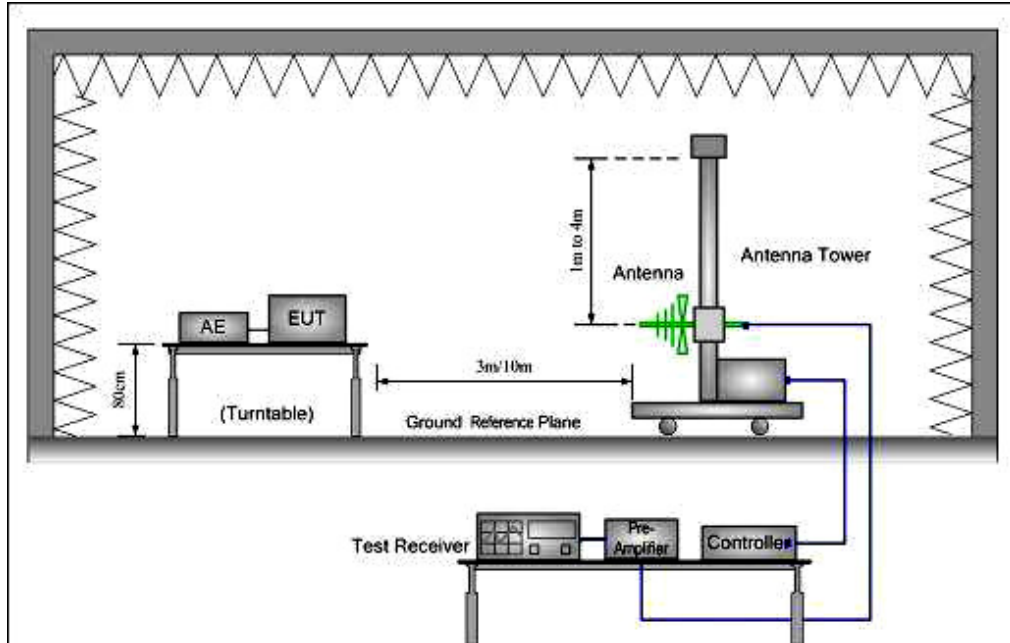 1m to 4m
Antenna
Antenna Tower
AE
EUT
3m/10m
80cm
(Turntable)
Ground Reference Plane
Test Receiver
Pre-
Amplifier
Controller